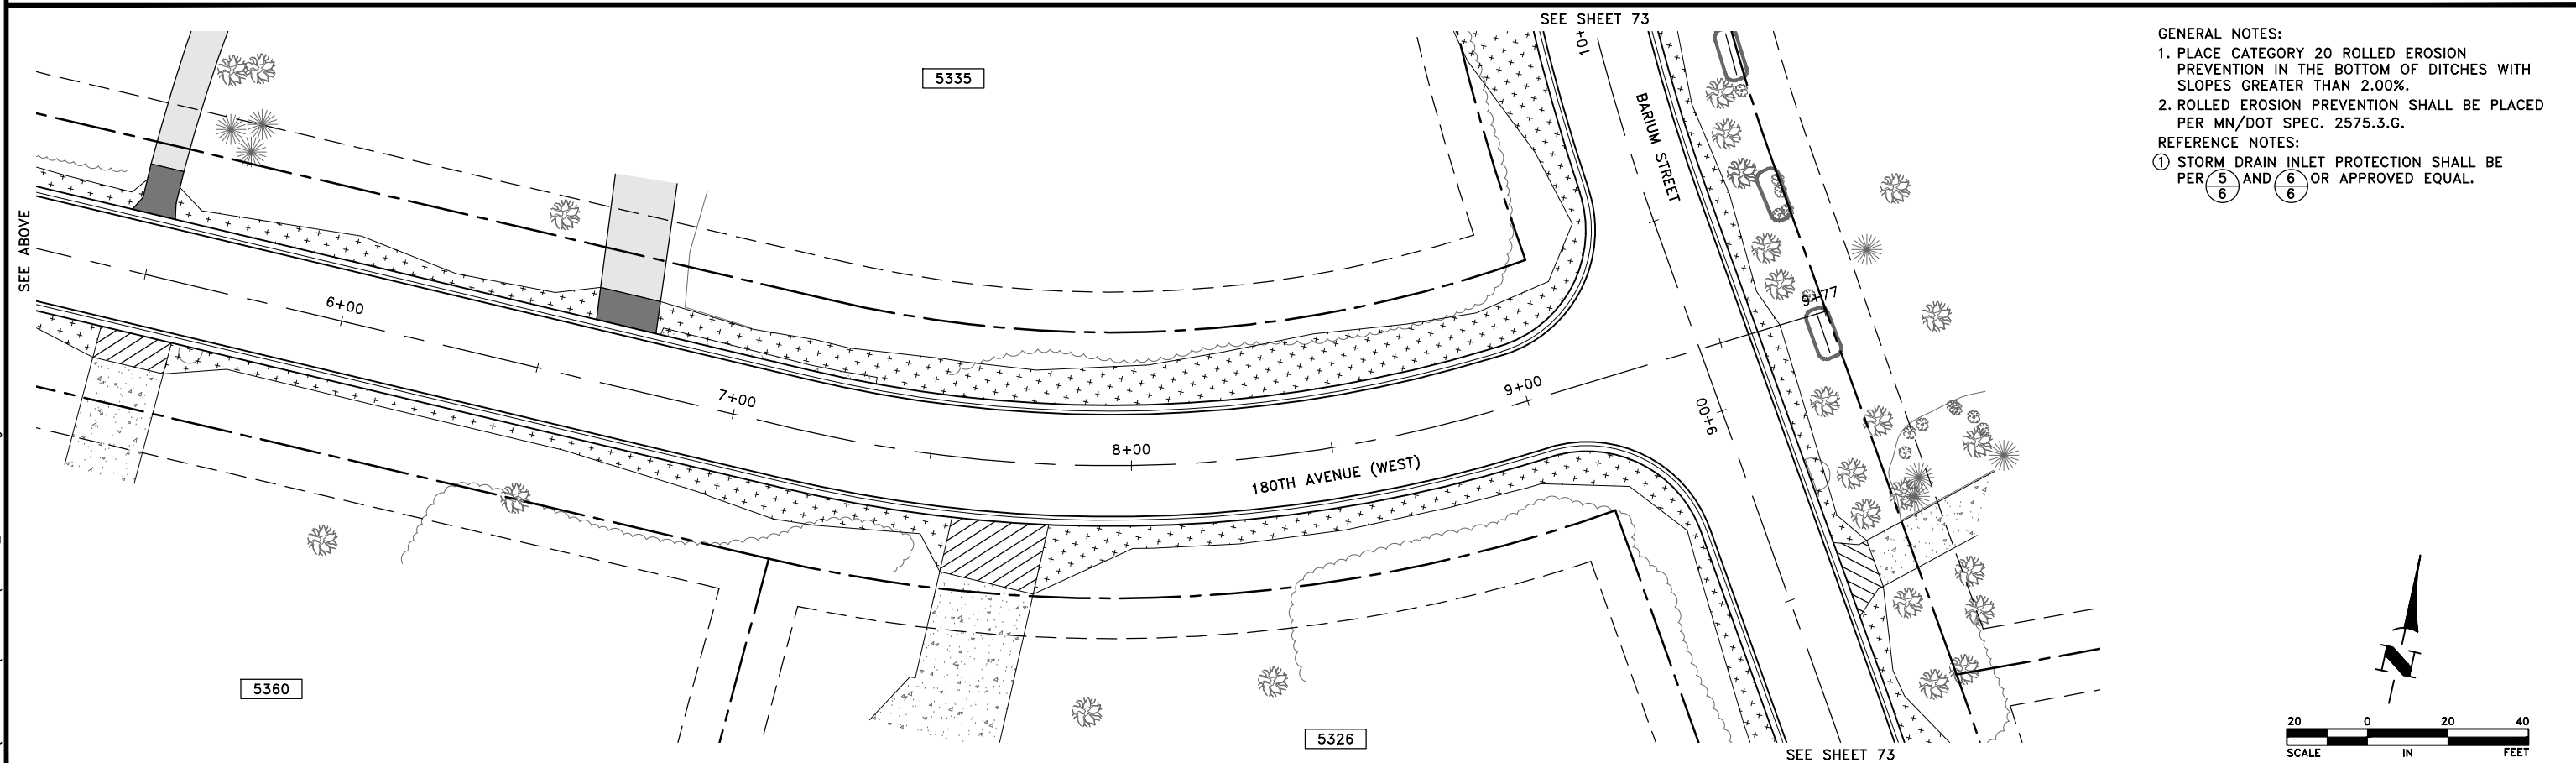 SEE SHEET 73
GENERAL NOTES:
1. PLACE CATEGORY 20 ROLLED EROSION
PREVENTION IN THE BOTTOM OF DITCHES WITH
SLOPES GREATER THAN 2.00%.
2. ROLLED EROSION PREVENTION SHALL BE PLACED
PER MN/DOT SPEC. 2575.3.G.
REFERENCE NOTES:
1 STORM DRAIN INLET PROTECTION SHALL BE
PER 5/6 AND 6/6 OR APPROVED EQUAL.
10+
5335
BARIUM STREET
SEE ABOVE
6+00
9+77
7+00
9+00
9+00
8+00
180TH AVENUE (WEST)
5360
5326
N
SEE SHEET 73
20 0 20 40
SCALE IN FEET